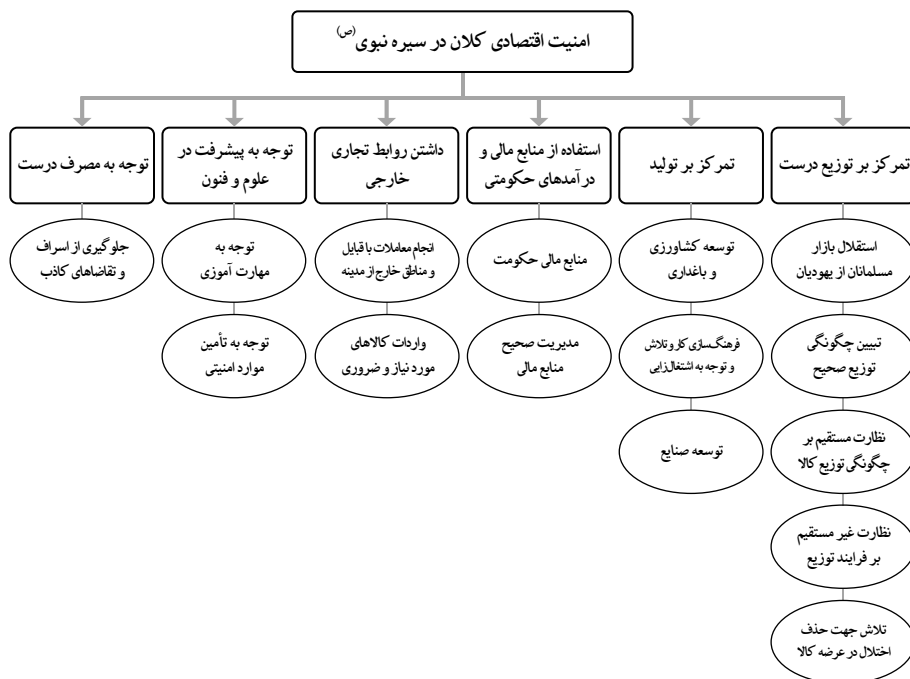 امنیت اقتصادی کلان در سیره نبوی(ص)
تمرکز بر توزیع درست
تمرکز بر تولید
استفاده از منابع مالی و
درآمدهای حکومتی
داشتن روابط تجاری
خارجی
توجه به پیشرفت در
علوم و فنون
توجه به مصرف درست
استقلال بازار
مسلمانان از یهودیان
تبیین چگونگی
توزیع صحیح
نظارت مستقیم بر
چگونگی توزیع کالا
نظارت غیر مستقیم
بر فرایند توزیع
تلاش جهت حذف
اختلال در عرضه کالا
توسعه کشاورزی
و باغداری
فرهنگ‌سازی کار و تلاش
و توجه به اشتغال‌زایی
توسعه صنایع
منابع مالی حکومت
مدیریت صحیح
منابع مالی
انجام معاملات با قبایل
و مناطق خارج از مدینه
واردات کالاهای
مورد نیاز و ضروری
توجه به
مهارت آموزی
توجه به تأمین
موارد امنیتی
جلوگیری از اسراف
و تقاضاهای کاذب